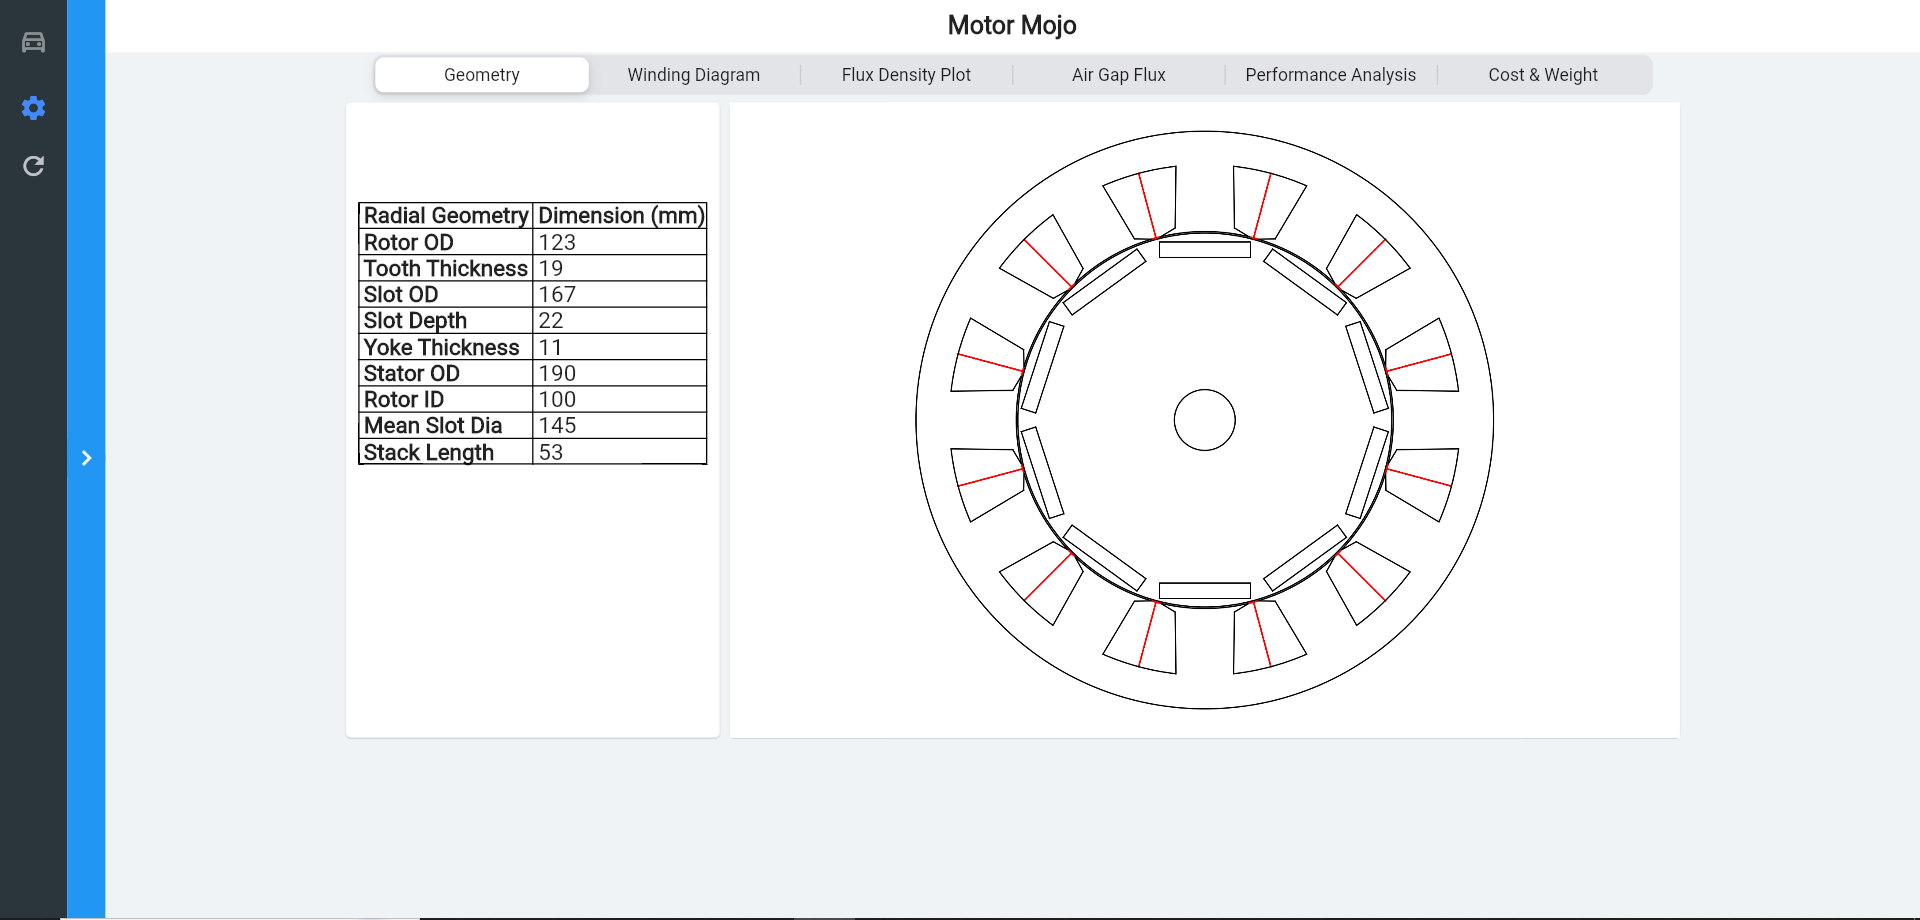 Motor Mojo
Geometry
Winding Diagram
Flux Density Plot
Air Gap Flux
Performance Analysis
Cost & Weight
Radial Geometry Dimension (mm)
Rotor OD 123
Tooth Thickness 19
Slot OD 167
Slot Depth 22
Yoke Thickness 11
Stator OD 190
Rotor ID 100
Mean Slot Dia 145
Stack Length 53